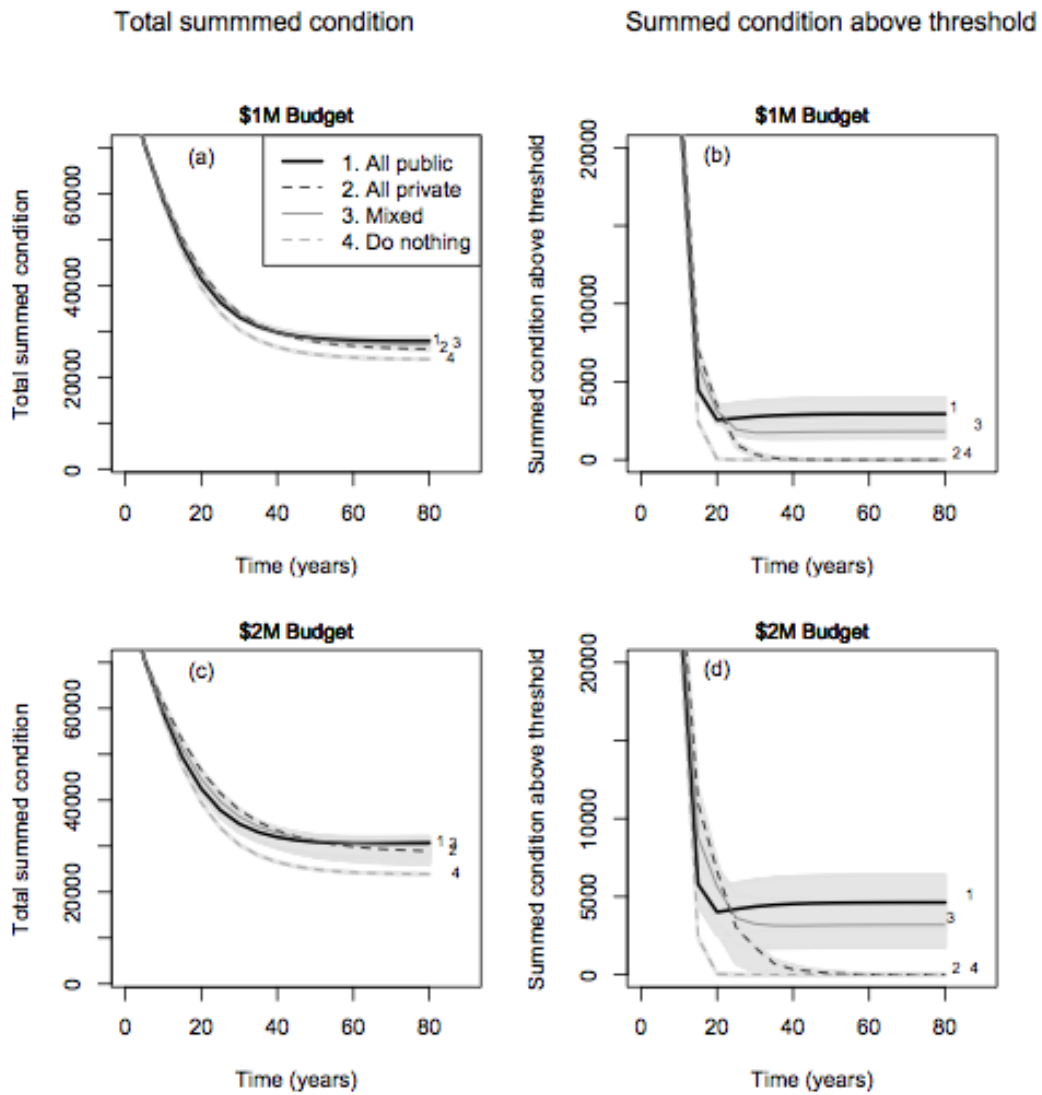 Total summmed condition
Summed condition above threshold
$1M Budget
(a)
1. All public
2. All private
3. Mixed
4. Do nothing
Total summed condition
0
20000
40000
60000
1 2 3
4
0 20 40 60 80
Time (years)
$1M Budget
(b)
Summed condition above threshold
0
5000
10000
20000
1
3
2 4
0 20 40 60 80
Time (years)
$2M Budget
(c)
Total summed condition
0
20000
40000
60000
1 3
2
4
0 20 40 60 80
Time (years)
$2M Budget
(d)
Summed condition above threshold
0
5000
10000
20000
1
3
2 4
0 20 40 60 80
Time (years)